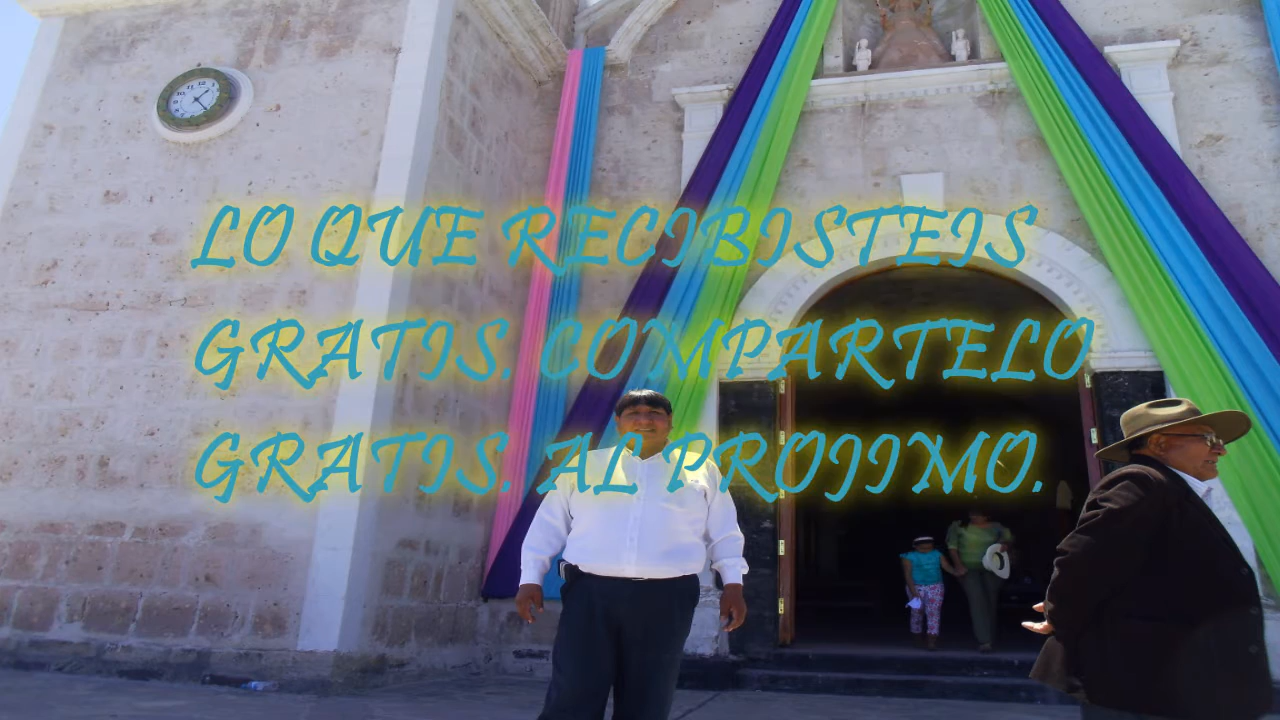 LO QUE RECIBISTEIS
GRATIS. COMPARTELO
GRATIS. AL PROJIMO.